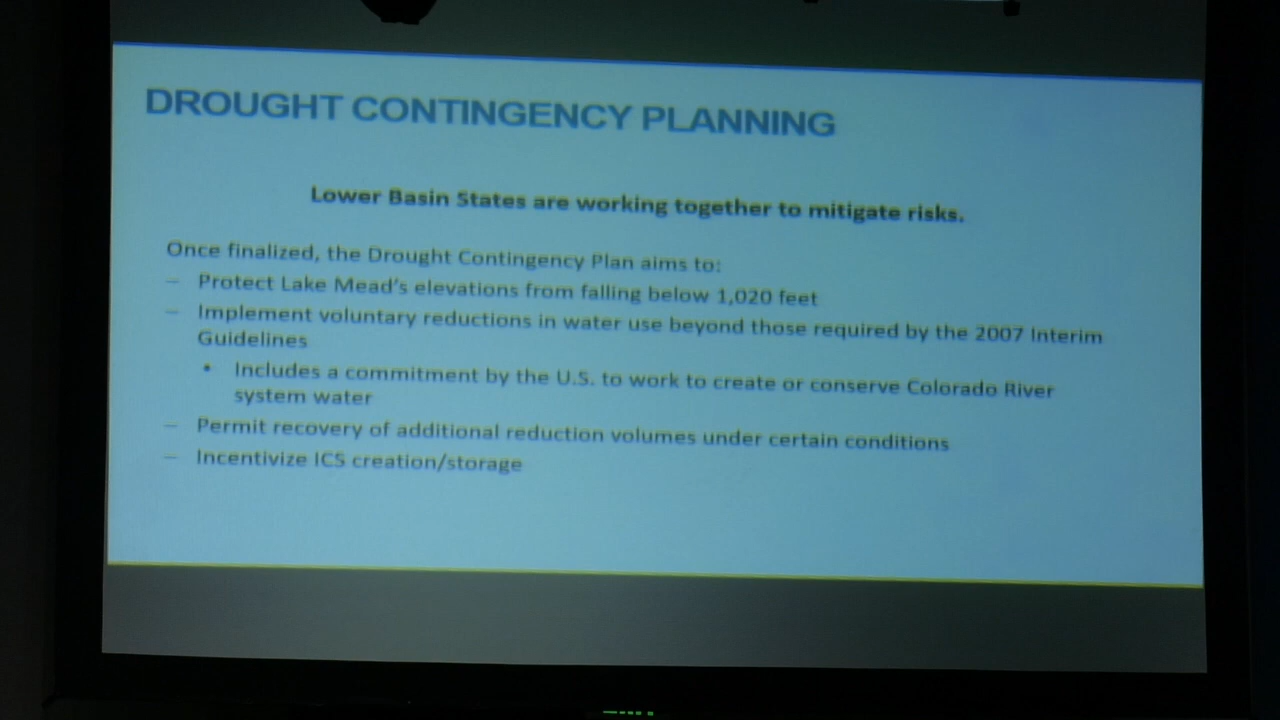 DROUGHT CONTINGENCY PLANNING
Lower Basin States are working together to mitigate risks.
Once finalized, the Drought Contingency Plan aims to:
– Protect Lake Mead's elevations from falling below 1,020 feet
– Implement voluntary reductions in water use beyond those required by the 2007 Interim
Guidelines
• Includes a commitment by the U.S. to work to create or conserve Colorado River
system water
– Permit recovery of additional reduction volumes under certain conditions
– Incentivize ICS creation/storage